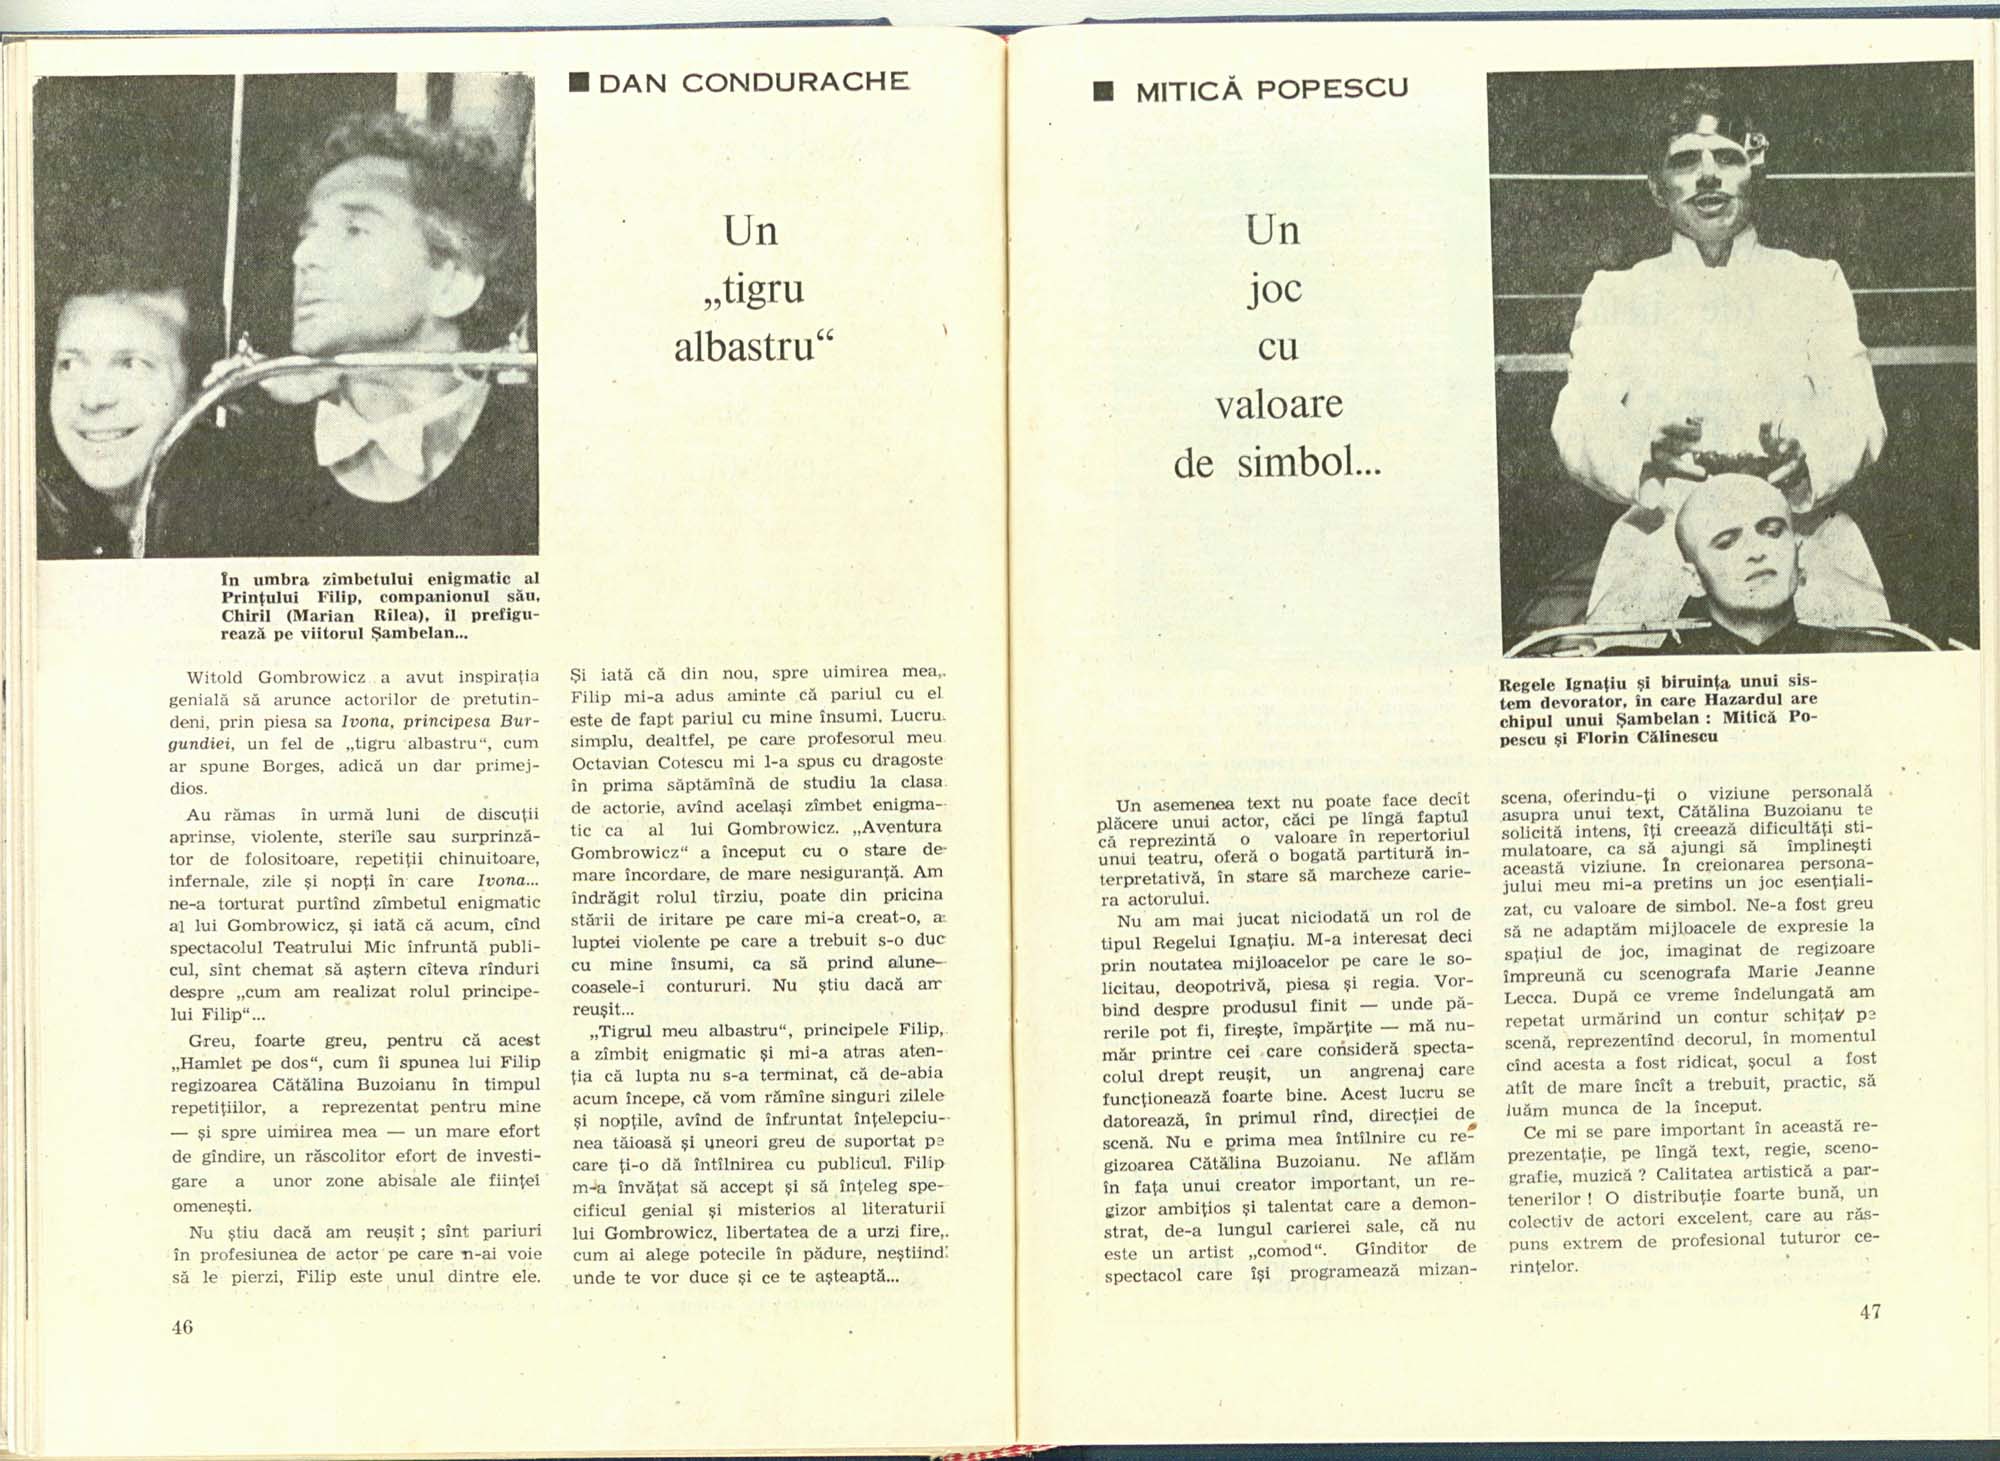 ■ DAN CONDURACHE
Un
„tigru
albastru“
În umbra zîmbetului enigmatic al
Prințului Filip, companionul său,
Chiril (Marian Rîlea), îl prefigu-
rează pe viitorul Șambelan...
Witold Gombrowicz a avut inspirația
genială să arunce actorilor de pretutin-
deni, prin piesa sa Ivona, principesa Bur-
gundiei, un fel de „tigru albastru“, cum
ar spune Borges, adică un dar primej-
dios.
Au rămas în urmă luni de discuții
aprinse, violente, sterile sau surprinză-
tor de folositoare, repetiții chinuitoare,
infernale, zile și nopți în care Ivona...
ne-a torturat purtînd zîmbetul enigmatic
al lui Gombrowicz, și iată că acum, cînd
spectacolul Teatrului Mic înfruntă publi-
cul, sînt chemat să aștern cîteva rînduri
despre „cum am realizat rolul principe-
lui Filip“...
Greu, foarte greu, pentru că acest
„Hamlet pe dos“, cum îi spunea lui Filip
regizoarea Cătălina Buzoianu în timpul
repetițiilor, a reprezentat pentru mine
— și spre uimirea mea — un mare efort
de gîndire, un răscolitor efort de investi-
gare a unor zone abisale ale ființei
omenești.
Nu știu dacă am reușit ; sînt pariuri
în profesiunea de actor pe care n-ai voie
să le pierzi, Filip este unul dintre ele.
Și iată că din nou, spre uimirea mea,
Filip mi-a adus aminte că pariul cu el
este de fapt pariul cu mine însumi. Lucru
simplu, dealtfel, pe care profesorul meu
Octavian Cotescu mi l-a spus cu dragoste
în prima săptămînă de studiu la clasa
de actorie, avînd același zîmbet enigma-
tic ca al lui Gombrowicz. „Aventura
Gombrowicz“ a început cu o stare de
mare încordare, de mare nesiguranță. Am
îndrăgit rolul tîrziu, poate din pricina
stării de iritare pe care mi-a creat-o, a
luptei violente pe care a trebuit s-o duc
cu mine însumi, ca să prind alune-
coasele-i contururi. Nu știu dacă am
reușit...
„Tigrul meu albastru“, principele Filip,
a zîmbit enigmatic și mi-a atras aten-
ția că lupta nu s-a terminat, că de-abia
acum începe, că vom rămîne singuri zilele
și nopțile, avînd de înfruntat înțelepciu-
nea tăioasă și uneori greu de suportat pe
care ți-o dă întîlnirea cu publicul. Filip
m-a învățat să accept și să înțeleg spe-
cificul genial și misterios al literaturii
lui Gombrowicz, libertatea de a urzi fire,
cum ai alege potecile în pădure, neștiind
unde te vor duce și ce te așteaptă...
46
■ MITICĂ POPESCU
Un
joc
cu
valoare
de simbol...
Regele Ignațiu și biruința unui sis-
tem devorator, în care Hazardul are
chipul unui Șambelan : Mitică Po-
pescu și Florin Călinescu
Un asemenea text nu poate face decît
plăcere unui actor, căci pe lîngă faptul
că reprezintă o valoare în repertoriul
unui teatru, oferă o bogată partitură in-
terpretativă, în stare să marcheze carie-
ra actorului.
Nu am mai jucat niciodată un rol de
tipul Regelui Ignațiu. M-a interesat deci
prin noutatea mijloacelor pe care le so-
licitau, deopotrivă, piesa și regia. Vor-
bind despre produsul finit — unde pă-
rerile pot fi, firește, împărțite — mă nu-
măr printre cei care consideră specta-
colul drept reușit, un angrenaj care
funcționează foarte bine. Acest lucru se
datorează, în primul rînd, direcției de
scenă. Nu e prima mea întîlnire cu re-
gizoarea Cătălina Buzoianu. Ne aflăm
în fața unui creator important, un re-
gizor ambițios și talentat care a demon-
strat, de-a lungul carierei sale, că nu
este un artist „comod“. Gînditor de
spectacol care își programează mizan-
scena, oferindu-ți o viziune personală
asupra unui text, Cătălina Buzoianu te
solicită intens, îți creează dificultăți sti-
mulatoare, ca să ajungi să împlinești
această viziune. În creionarea persona-
jului meu mi-a pretins un joc esențiali-
zat, cu valoare de simbol. Ne-a fost greu
să ne adaptăm mijloacele de expresie la
spațiul de joc, imaginat de regizoare
împreună cu scenografa Marie Jeanne
Lecca. După ce vreme îndelungată am
repetat urmărind un contur schițat pe
scenă, reprezentînd decorul, în momentul
cînd acesta a fost ridicat, șocul a fost
atît de mare încît a trebuit, practic, să
luăm munca de la început.
Ce mi se pare important în această re-
prezentație, pe lîngă text, regie, sceno-
grafie, muzică ? Calitatea artistică a par-
tenerilor ! O distribuție foarte bună, un
colectiv de actori excelent, care au răs-
puns extrem de profesional tuturor ce-
rințelor.
47